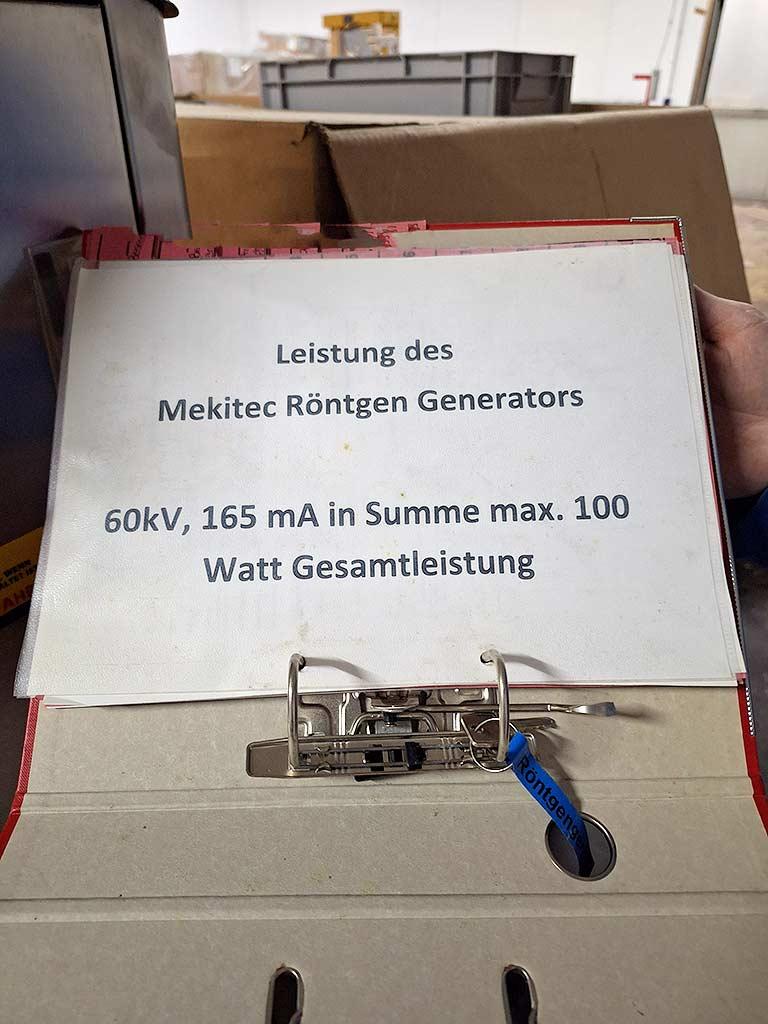 Leistung des
Mekitec Röntgen Generators
60kV, 165 mA in Summe max. 100
Watt Gesamtleistung